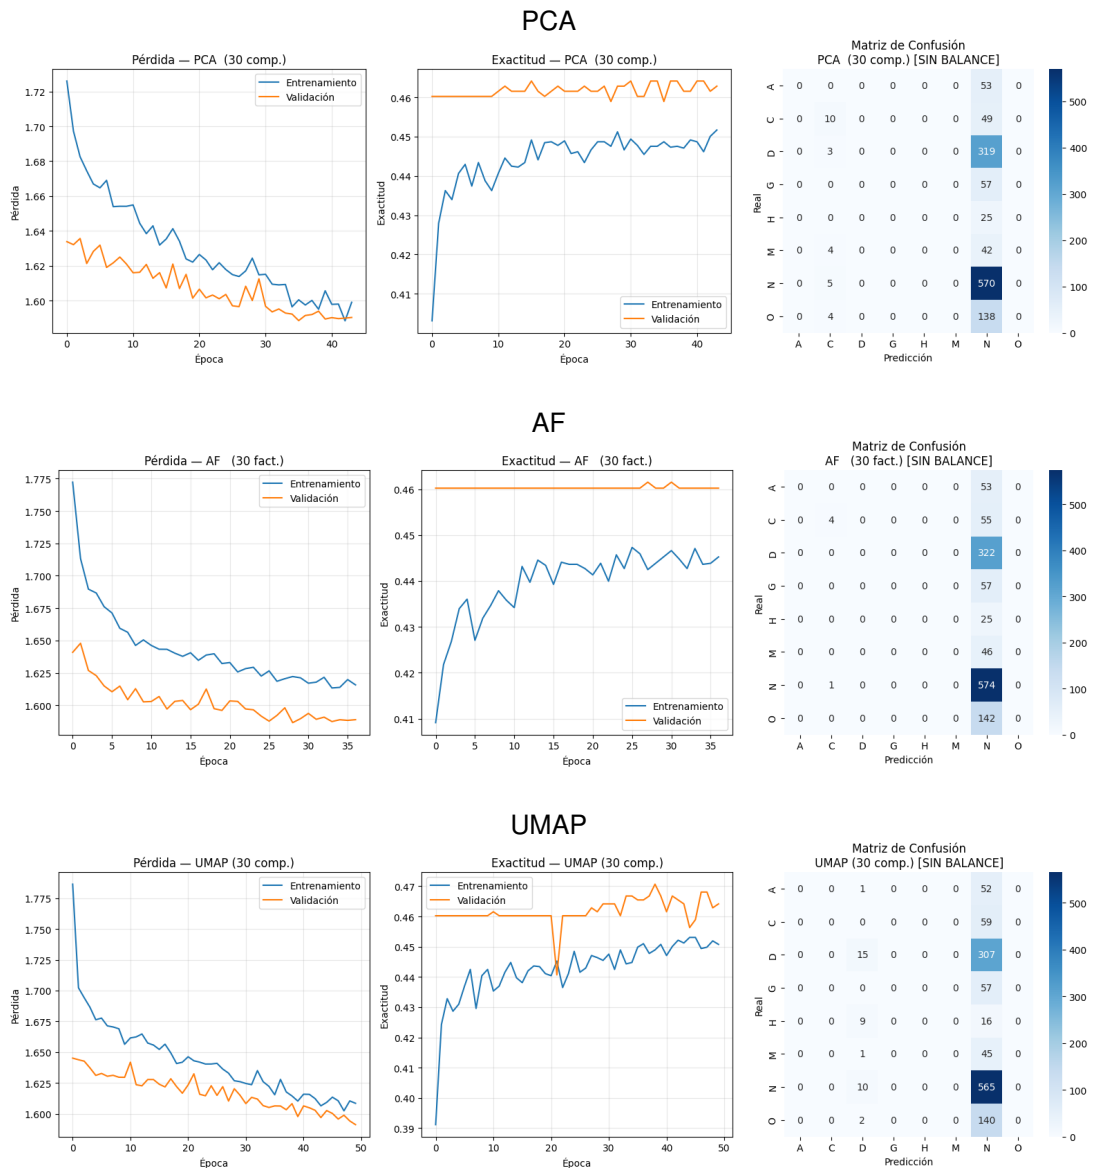 PCA
Pérdida — PCA (30 comp.)
1.72
1.70
1.68
1.66
1.64
1.62
1.60
Pérdida
0
10
20
30
40
Época
Entrenamiento
Validación
Exactitud — PCA (30 comp.)
0.46
0.45
0.44
0.43
0.42
0.41
Exactitud
0
10
20
30
40
Época
Entrenamiento
Validación
Matriz de Confusión
PCA (30 comp.) [SIN BALANCE]
Real
A 0 0 0 0 0 0 53 0
C 0 10 0 0 0 0 49 0
D 0 3 0 0 0 0 319 0
G 0 0 0 0 0 0 57 0
H 0 0 0 0 0 0 25 0
M 0 4 0 0 0 0 42 0
N 0 5 0 0 0 0 570 0
O 0 4 0 0 0 0 138 0
A C D G H M N O
Predicción
500
400
300
200
100
0
AF
Pérdida — AF (30 fact.)
1.775
1.750
1.725
1.700
1.675
1.650
1.625
1.600
Pérdida
0
5
10
15
20
25
30
35
Época
Entrenamiento
Validación
Exactitud — AF (30 fact.)
0.46
0.45
0.44
0.43
0.42
0.41
Exactitud
0
5
10
15
20
25
30
35
Época
Entrenamiento
Validación
Matriz de Confusión
AF (30 fact.) [SIN BALANCE]
Real
A 0 0 0 0 0 0 53 0
C 0 4 0 0 0 0 55 0
D 0 0 0 0 0 0 322 0
G 0 0 0 0 0 0 57 0
H 0 0 0 0 0 0 25 0
M 0 0 0 0 0 0 46 0
N 0 1 0 0 0 0 574 0
O 0 0 0 0 0 0 142 0
A C D G H M N O
Predicción
500
400
300
200
100
0
UMAP
Pérdida — UMAP (30 comp.)
1.775
1.750
1.725
1.700
1.675
1.650
1.625
1.600
Pérdida
0
10
20
30
40
50
Época
Entrenamiento
Validación
Exactitud — UMAP (30 comp.)
0.47
0.46
0.45
0.44
0.43
0.42
0.41
0.40
0.39
Exactitud
0
10
20
30
40
50
Época
Entrenamiento
Validación
Matriz de Confusión
UMAP (30 comp.) [SIN BALANCE]
Real
A 0 0 1 0 0 0 52 0
C 0 0 0 0 0 0 59 0
D 0 0 15 0 0 0 307 0
G 0 0 0 0 0 0 57 0
H 0 0 9 0 0 0 16 0
M 0 0 1 0 0 0 45 0
N 0 0 10 0 0 0 565 0
O 0 0 2 0 0 0 140 0
A C D G H M N O
Predicción
500
400
300
200
100
0